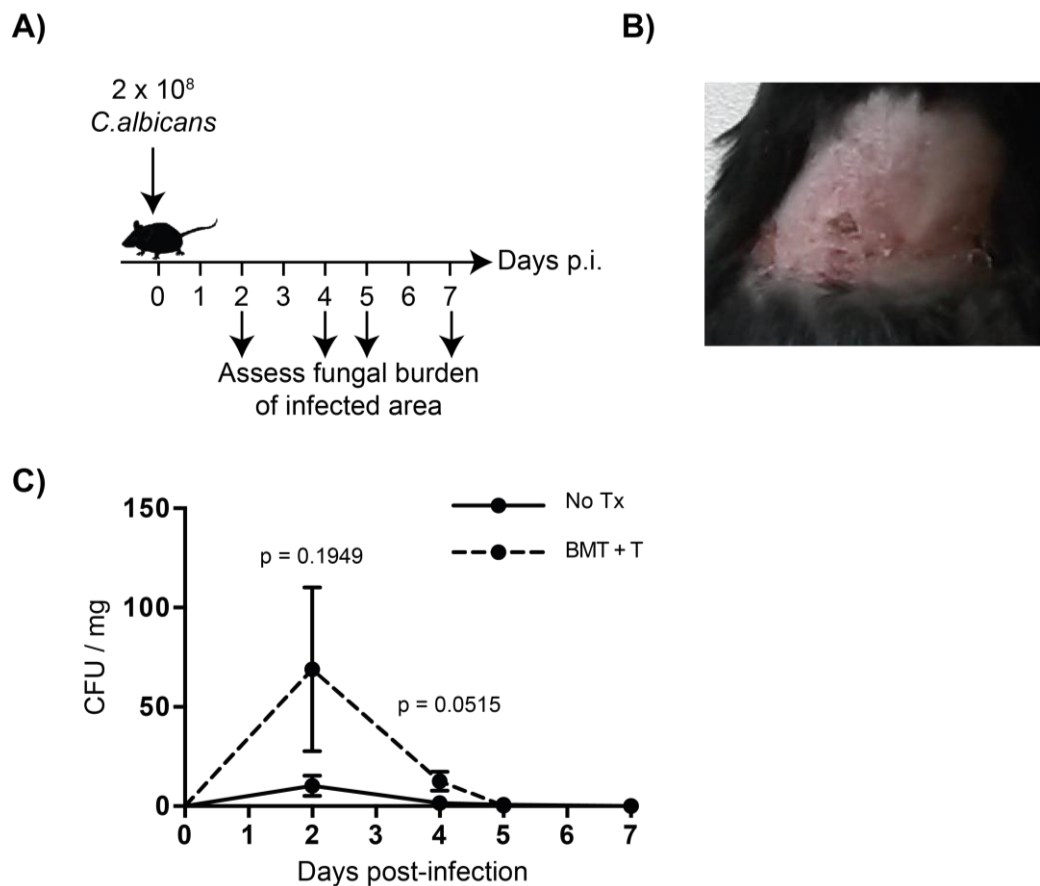 A)
2 x 10⁸
C.albicans
Days p.i.
0 1 2 3 4 5 6 7
Assess fungal burden
of infected area
B)
C)
150
100
50
0
CFU / mg
No Tx
BMT + T
p = 0.1949
p = 0.0515
0 1 2 3 4 5 6 7
Days post-infection